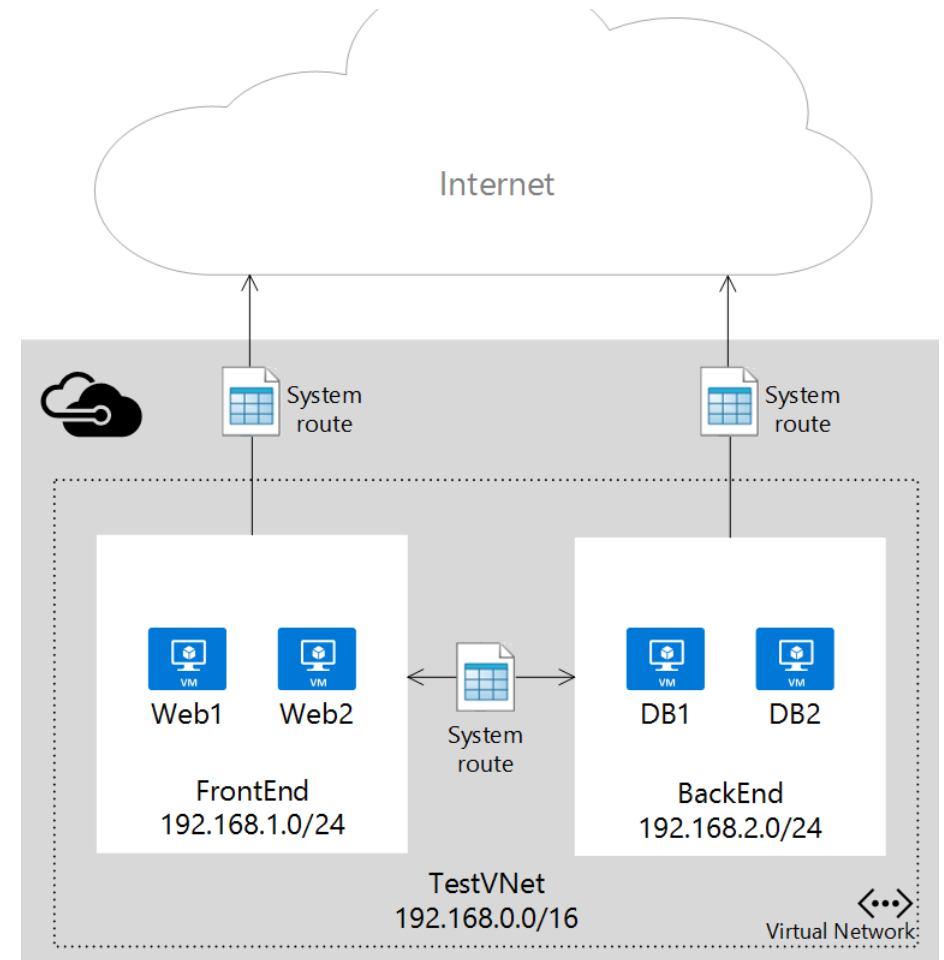 Internet
System
route
System
route
VM
Web1
VM
Web2
System
route
VM
DB1
VM
DB2
FrontEnd
192.168.1.0/24
BackEnd
192.168.2.0/24
TestVNet
192.168.0.0/16
Virtual Network